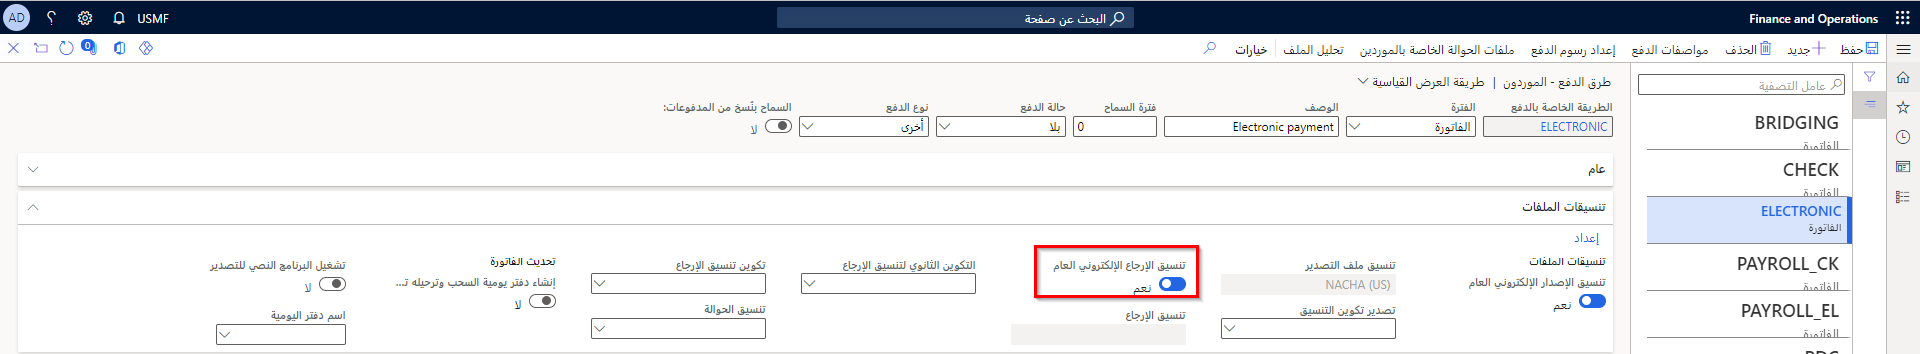 Finance and Operations
البحث عن صفحة
USMF
؟
AD
حفظ
جديد
الحذف
مواصفات الدفع
إعداد رسوم الدفع
ملفات الحوالة الخاصة بالموردين
تحليل الملف
خيارات
0
عامل التصفية
BRIDGING
الفاتورة
CHECK
الفاتورة
ELECTRONIC
الفاتورة
PAYROLL_CK
الفاتورة
PAYROLL_EL
الفاتورة
طرق الدفع - الموردون | طريقة العرض القياسية
الطريقة الخاصة بالدفع
ELECTRONIC
الفترة
الفاتورة
الوصف
Electronic payment
فترة السماح
0
حالة الدفع
بلا
نوع الدفع
أخرى
السماح بنُسخ من المدفوعات:
لا
عام
تنسيقات الملفات
إعداد
تنسيقات الملفات
تنسيق الإصدار الإلكتروني العام
نعم
تنسيق ملف التصدير
NACHA (US)
تصدير تكوين التنسيق
تنسيق الإرجاع الإلكتروني العام
نعم
تنسيق الإرجاع
التكوين الثانوي لتنسيق الإرجاع
تكوين تنسيق الإرجاع
تنسيق الحوالة
تحديث الفاتورة
إنشاء دفتر يومية السحب وترحيله ت...
لا
تشغيل البرنامج النصي للتصدير
لا
اسم دفتر اليومية